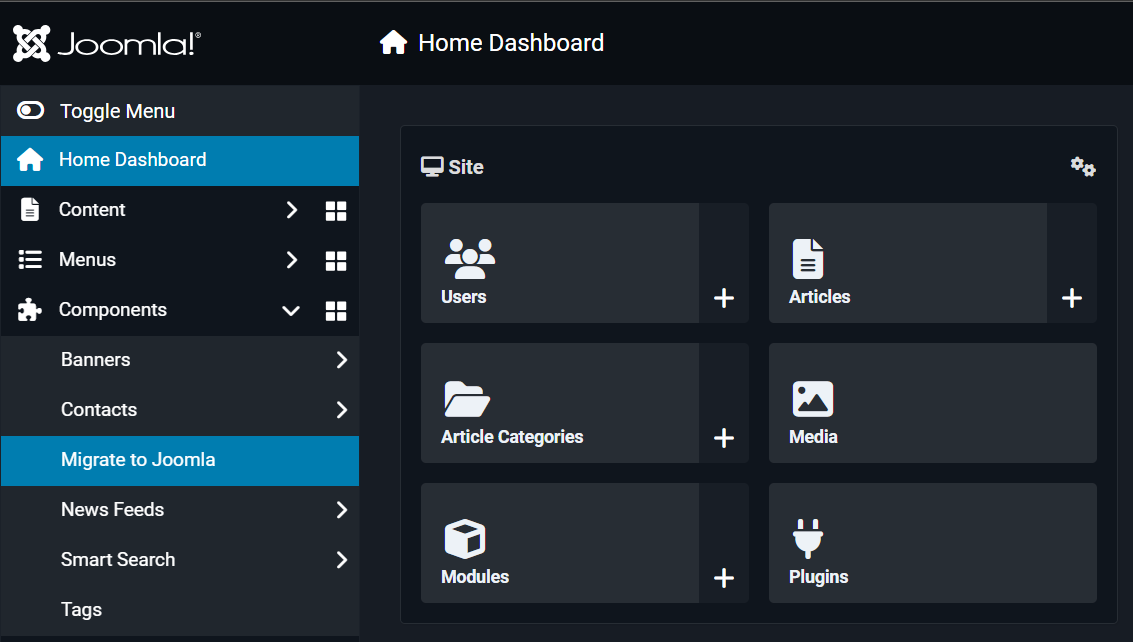 Joomla!®
Home Dashboard
Toggle Menu
Home Dashboard
Content
Menus
Components
Banners
Contacts
Migrate to Joomla
News Feeds
Smart Search
Tags
Site
Users
Articles
Article Categories
Media
Modules
Plugins